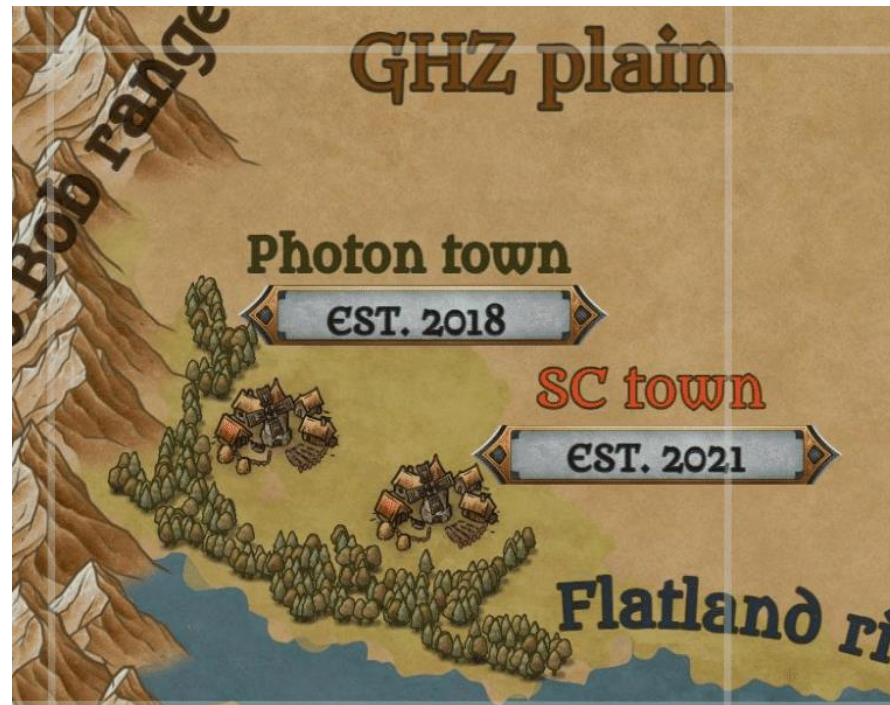 GHZ plain
Bob range
Photon town
EST. 2018
SC town
EST. 2021
Flatland